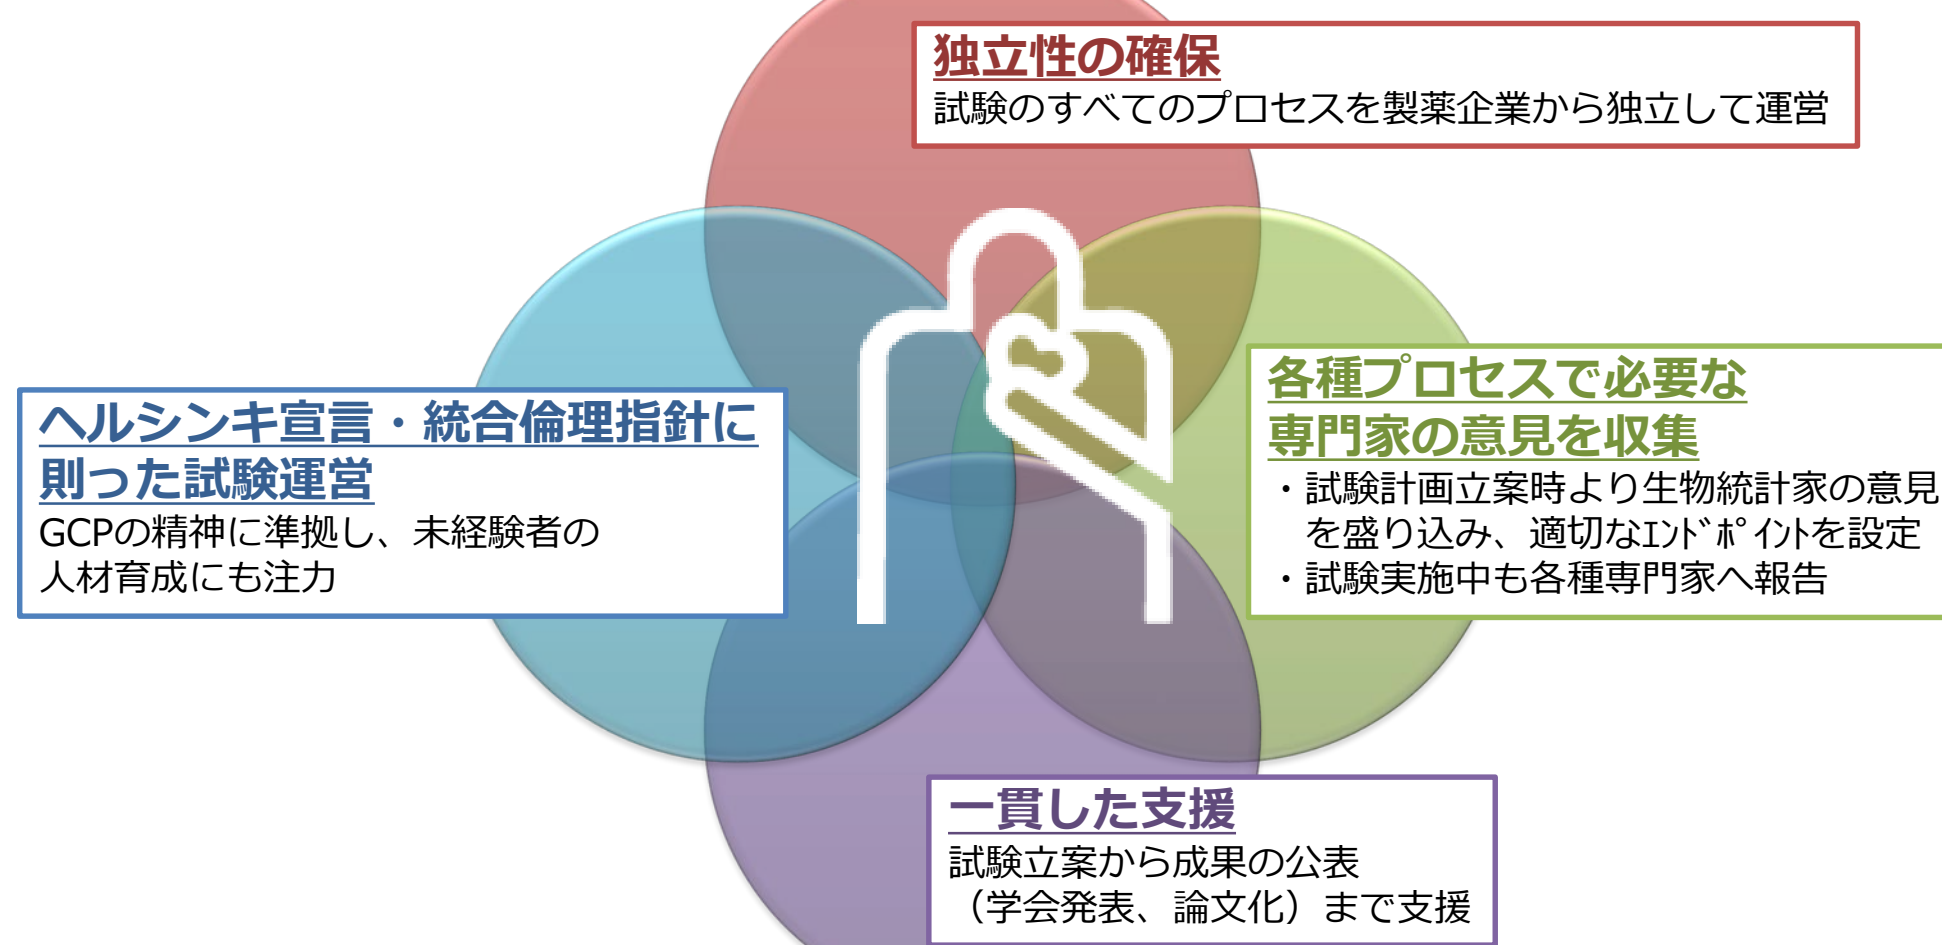 独立性の確保
試験のすべてのプロセスを製薬企業から独立して運営
各種プロセスで必要な
専門家の意見を収集
・試験計画立案時より生物統計家の意見
を盛り込み、適切なｴﾝﾄﾞﾎﾟｲﾝﾄを設定
・試験実施中も各種専門家へ報告
ヘルシンキ宣言・統合倫理指針に
則った試験運営
GCPの精神に準拠し、未経験者の
人材育成にも注力
一貫した支援
試験立案から成果の公表
（学会発表、論文化）まで支援